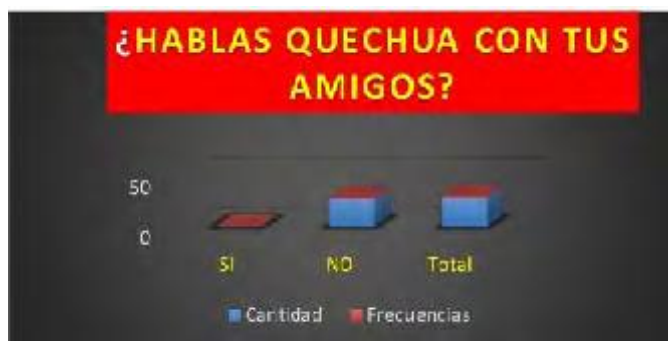 ¿HABLAS QUECHUA CON TUS
AMIGOS?
50
0
SI NO Total
Cantidad Frecuencias